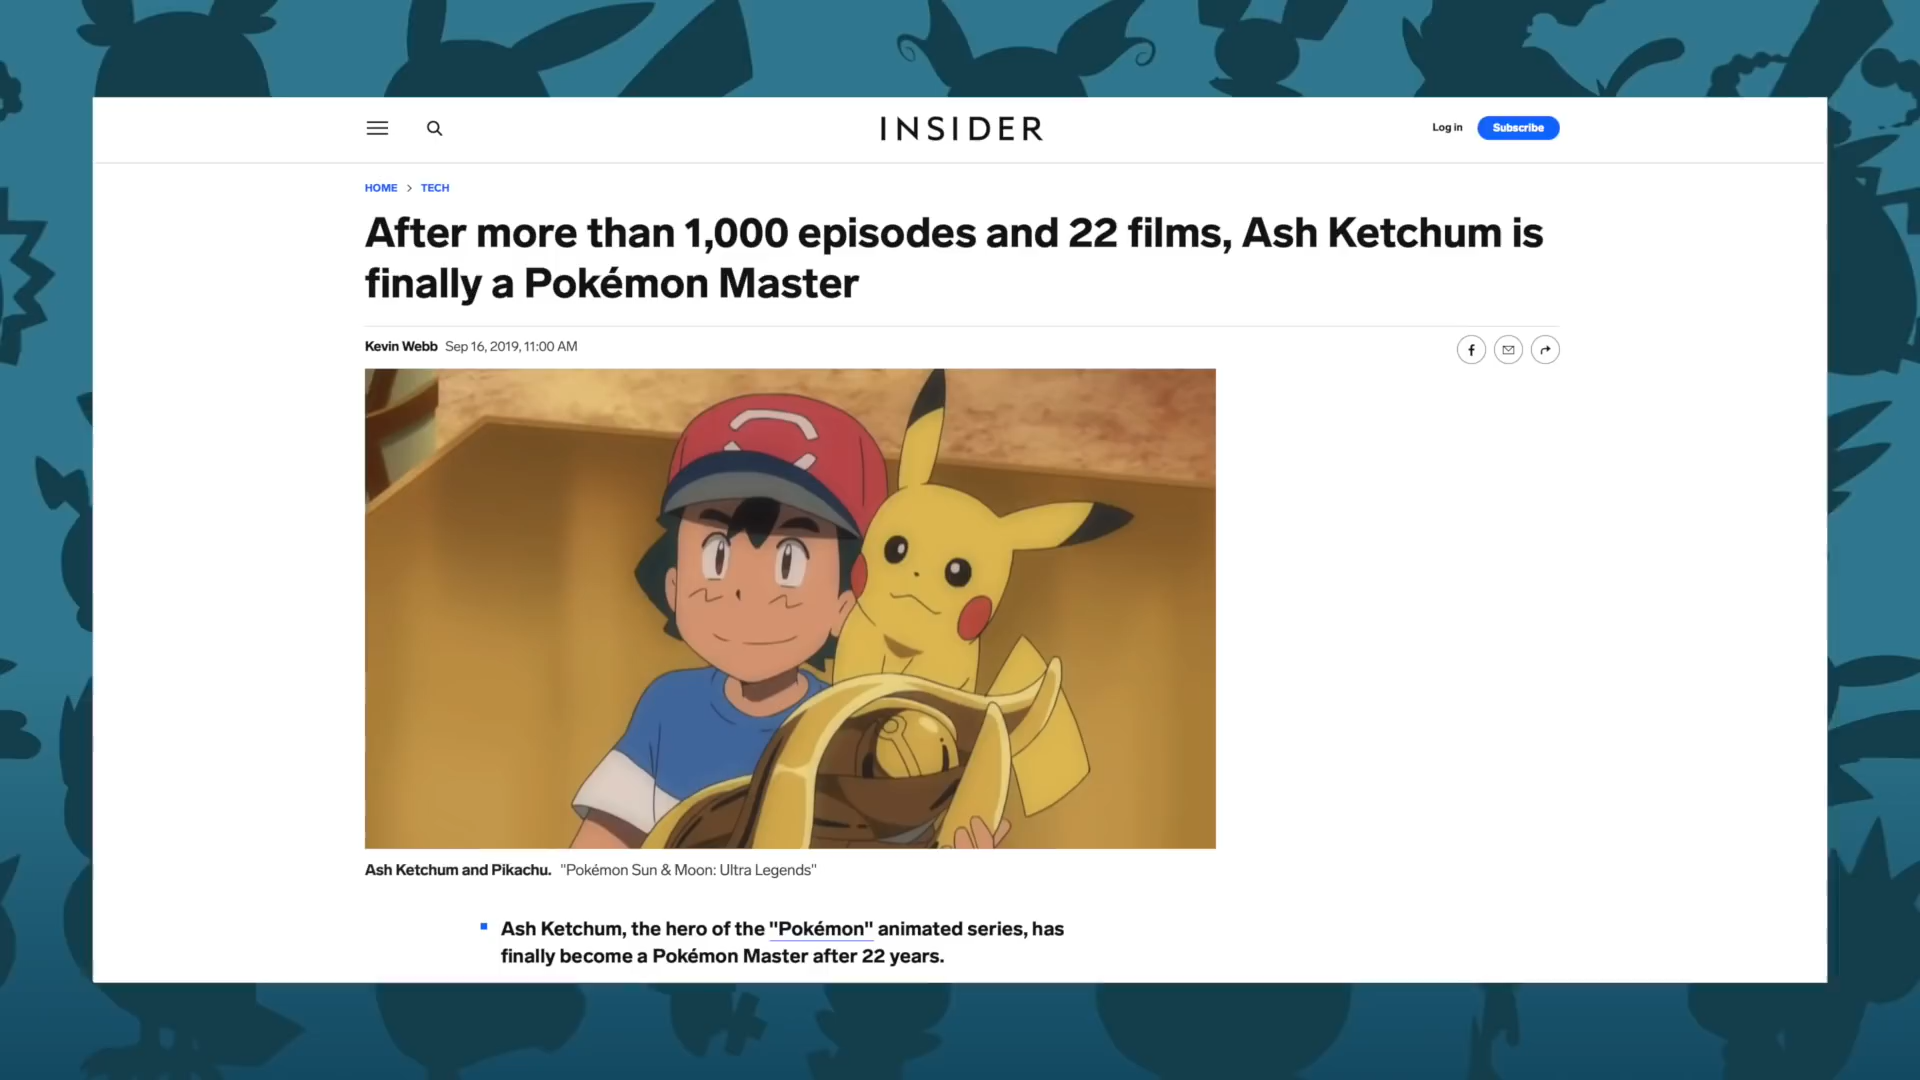 INSIDER
Log in
Subscribe
HOME > TECH
After more than 1,000 episodes and 22 films, Ash Ketchum is
finally a Pokémon Master
Kevin Webb Sep 16, 2019, 11:00 AM
Ash Ketchum and Pikachu. "Pokémon Sun & Moon: Ultra Legends"
Ash Ketchum, the hero of the "Pokémon" animated series, has
finally become a Pokémon Master after 22 years.